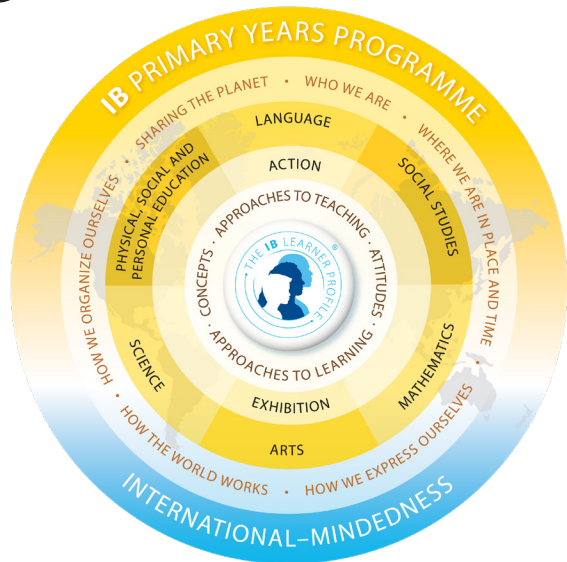 IB PRIMARY YEARS PROGRAMME
SHARING THE PLANET
WHO WE ARE
WHERE WE ARE IN PLACE AND TIME
HOW WE EXPRESS OURSELVES
HOW THE WORLD WORKS
HOW WE ORGANIZE OURSELVES
LANGUAGE
SOCIAL STUDIES
MATHEMATICS
ARTS
SCIENCE
PHYSICAL, SOCIAL AND
PERSONAL EDUCATION
ACTION
EXHIBITION
APPROACHES TO TEACHING
ATTITUDES
APPROACHES TO LEARNING
CONCEPTS
THE IB LEARNER PROFILE ®
INTERNATIONAL–MINDEDNESS